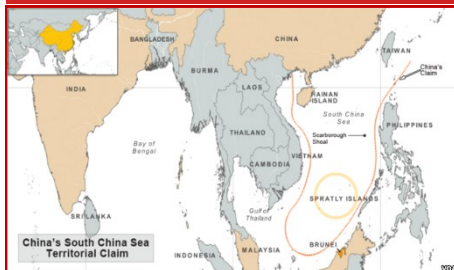 CHINA
BANGLADESH
TAIWAN
China's
Claim
BURMA
INDIA
LAOS
HAINAN
ISLAND
South China
Sea
PHILIPPINES
Bay of
Bengal
THAILAND
Scarborough
Shoal
VIETNAM
CAMBODIA
SPRATLY ISLANDS
SRI LANKA
Gulf of
Thailand
China's South China Sea
Territorial Claim
BRUNEI
MALAYSIA
INDONESIA